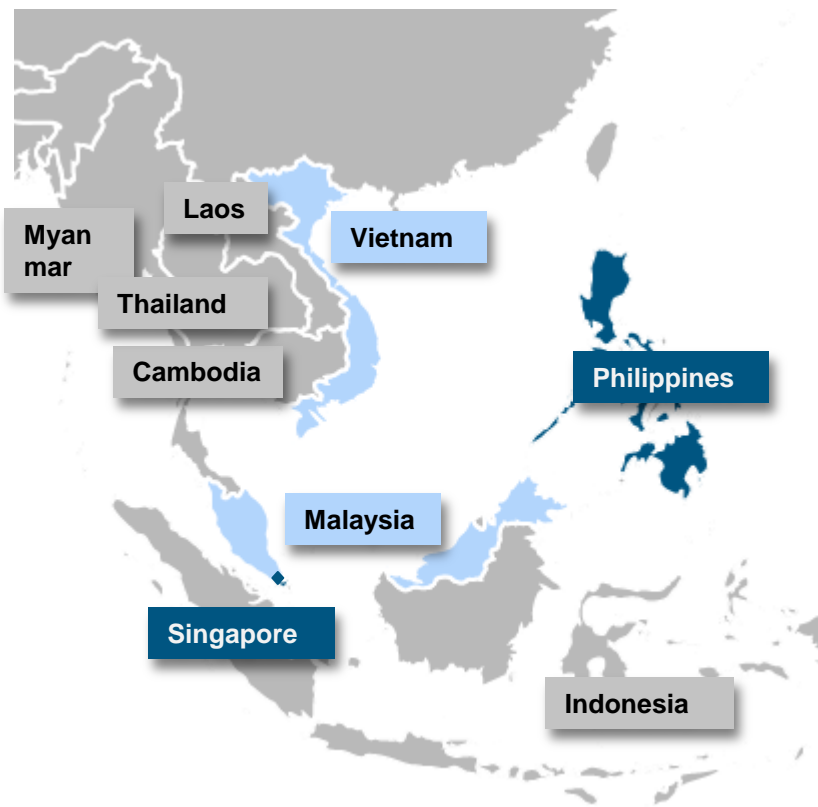 Laos
Myan
mar
Vietnam
Thailand
Cambodia
Philippines
Malaysia
Singapore
Indonesia